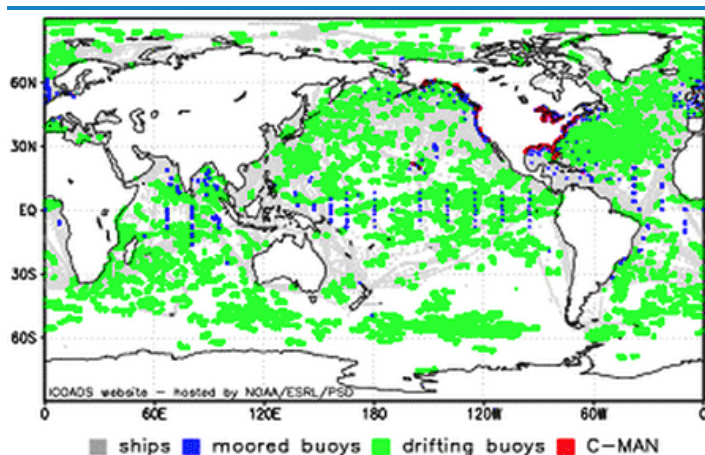 60N
30N
EQ
30S
60S
ICOADS website – hosted by NOAA/ESRL/PSD
0 60E 120E 180 120W 60W 0
ships moored buoys drifting buoys C-MAN